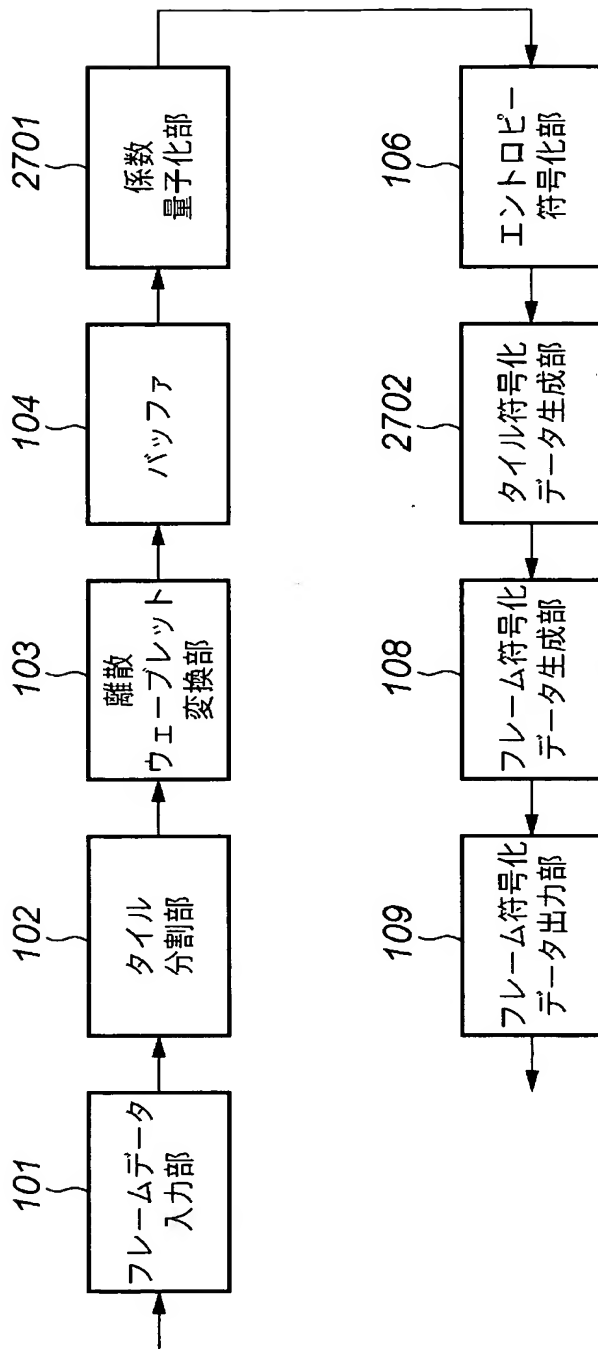 101
フレームデータ
入力部
102
タイル
分割部
103
離散
ウェーブレット
変換部
104
バッファ
2701
係数
量子化部
106
エントロピー
符号化部
2702
タイル符号化
データ生成部
108
フレーム符号化
データ生成部
109
フレーム符号化
データ出力部